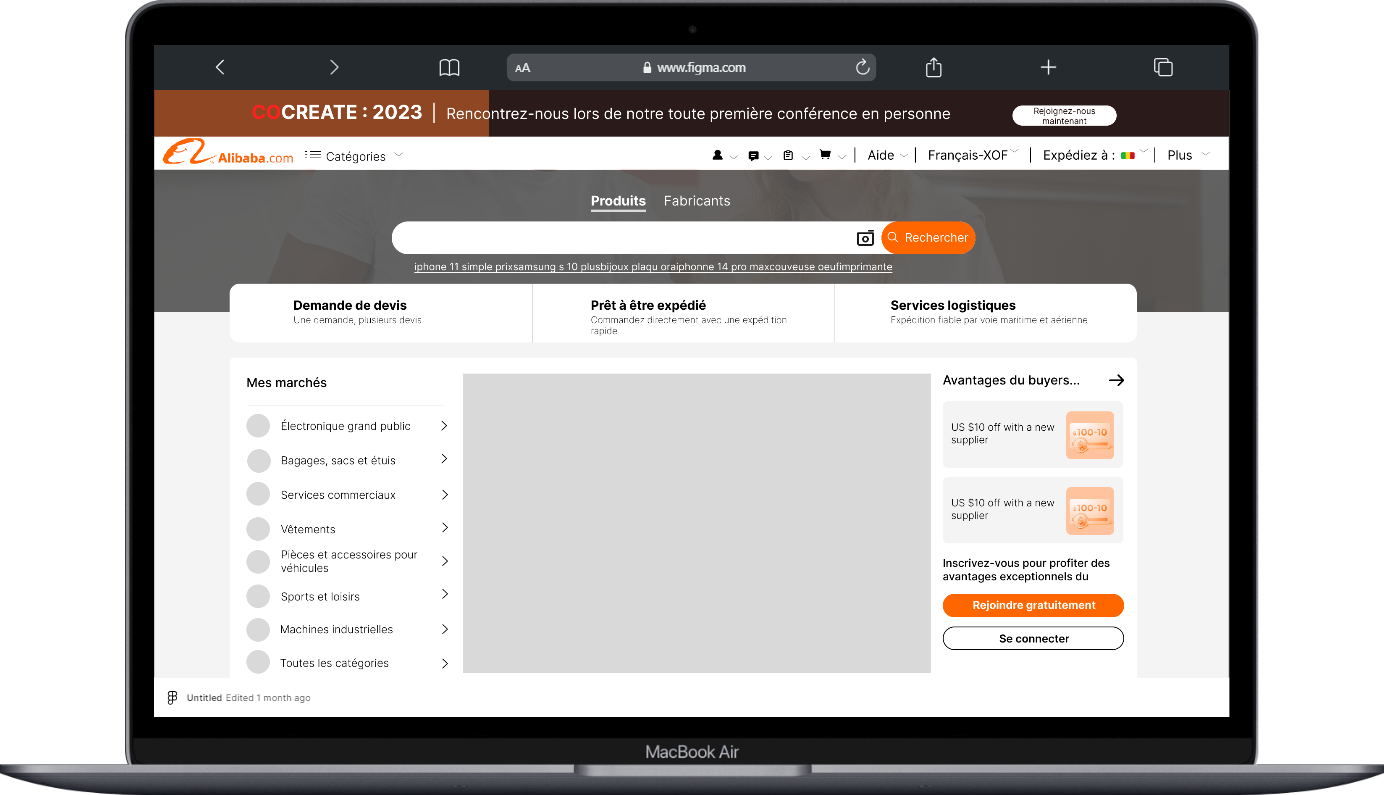 AA www.figma.com
COCREATE : 2023 | Rencontrez-nous lors de notre toute première conférence en personne
Rejoignez-nous
maintenant
Alibaba.com Catégories Aide Français-XOF Expédiez à : Plus
Produits Fabricants
Rechercher
iphone 11 simple prixsamsung s 10 plusbijoux plaqu oraiphonne 14 pro maxcouveuse oeufimprimante
Demande de devis
Une demande, plusieurs devis
Prêt à être expédié
Commandez directement avec une expédition
rapide
Services logistiques
Expédition fiable par voie maritime et aérienne
Mes marchés
Électronique grand public
Bagages, sacs et étuis
Services commerciaux
Vêtements
Pièces et accessoires pour
véhicules
Sports et loisirs
Machines industrielles
Toutes les catégories
Avantages du buyers...
US $10 off with a new
supplier
$100-10
US $10 off with a new
supplier
$100-10
Inscrivez-vous pour profiter des
avantages exceptionnels du
Rejoindre gratuitement
Se connecter
Untitled Edited 1 month ago
MacBook Air